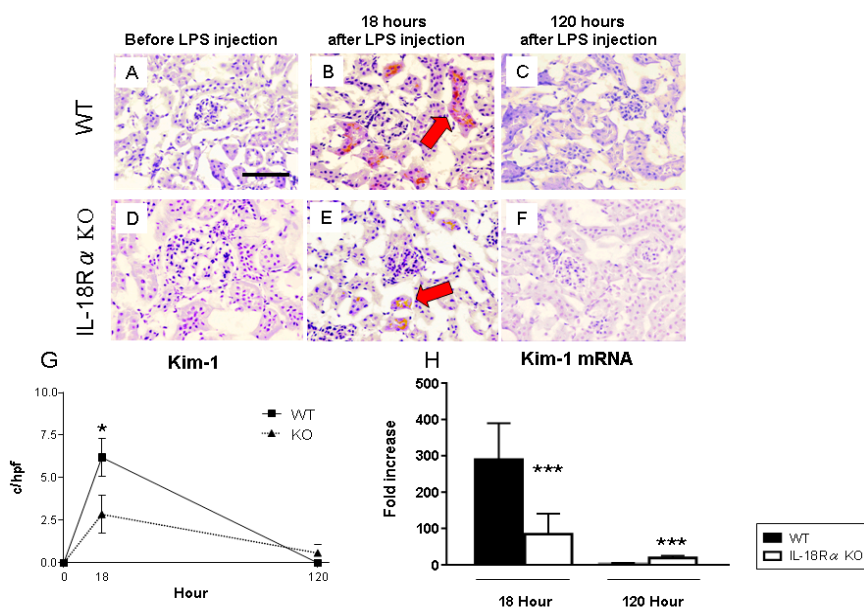 Before LPS injection
18 hours
after LPS injection
120 hours
after LPS injection
WT
A
B
C
IL-18Rα KO
D
E
F
G
Kim-1
10.0
7.5
5.0
2.5
0.0
c/hpf
*
WT
KO
0
18
120
Hour
H
Kim-1 mRNA
500
400
300
200
100
0
Fold increase
***
***
18 Hour
120 Hour
WT
IL-18Rα KO